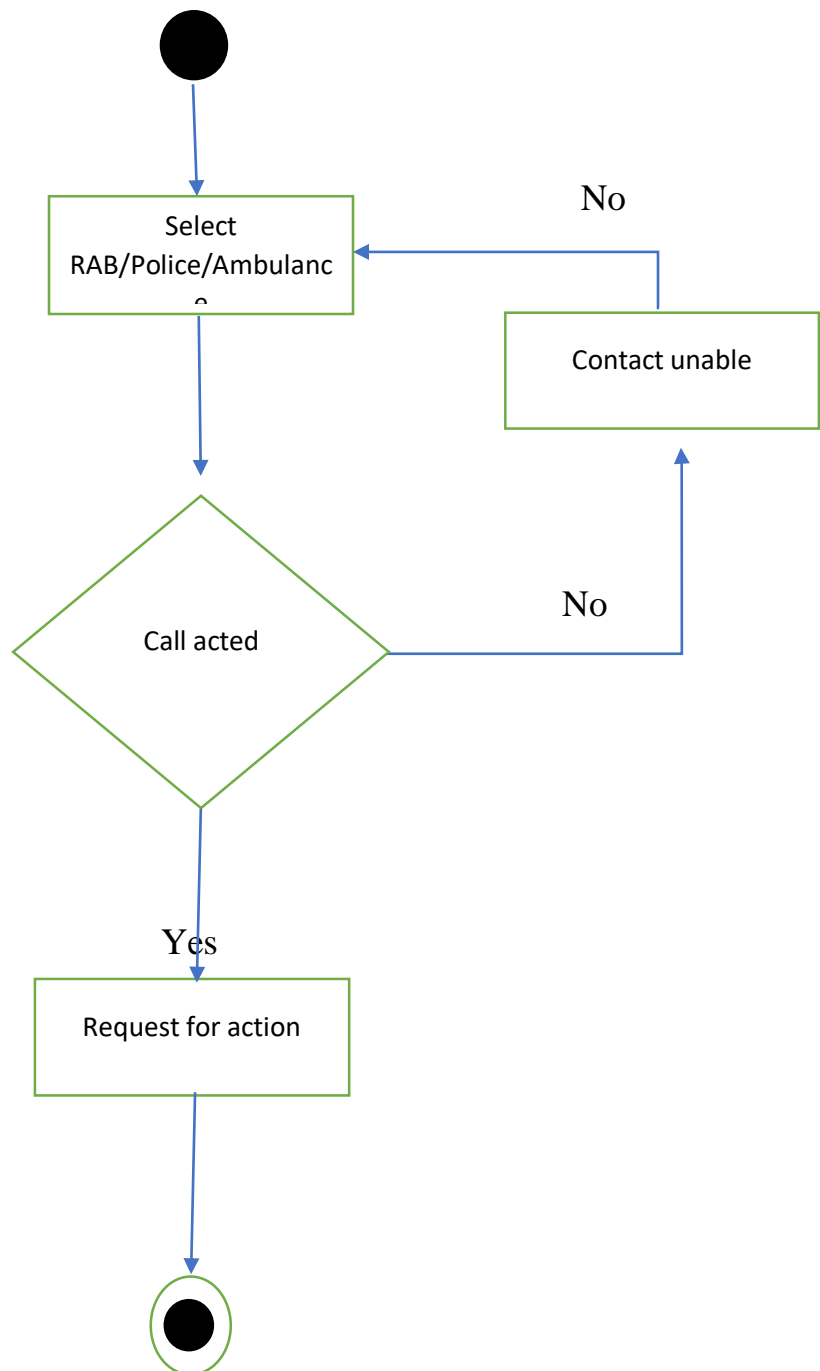 No
Select
RAB/Police/Ambulanc
e
Contact unable
No
Call acted
Yes
Request for action